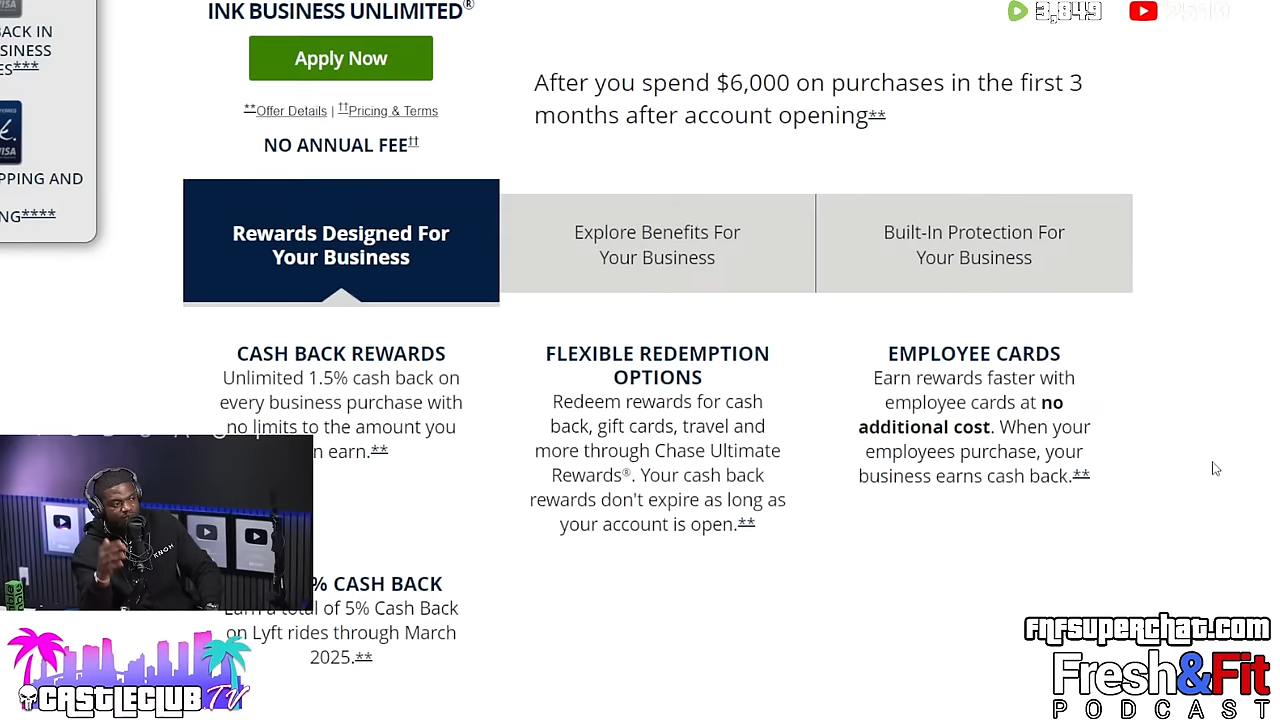 INK BUSINESS UNLIMITED®
3,849
Apply Now
After you spend $6,000 on purchases in the first 3
months after account opening**
**Offer Details | ††Pricing & Terms
NO ANNUAL FEE††
BACK IN
SINESS
ES***
VISA
PPING AND
NG****
Rewards Designed For
Your Business
Explore Benefits For
Your Business
Built-In Protection For
Your Business
CASH BACK REWARDS
Unlimited 1.5% cash back on
every business purchase with
no limits to the amount you
n earn.**
FLEXIBLE REDEMPTION
OPTIONS
Redeem rewards for cash
back, gift cards, travel and
more through Chase Ultimate
Rewards®. Your cash back
rewards don't expire as long as
your account is open.**
EMPLOYEE CARDS
Earn rewards faster with
employee cards at no
additional cost. When your
employees purchase, your
business earns cash back.**
% CASH BACK
Earn a total of 5% Cash Back
on Lyft rides through March
2025.**
CASTLECLUB TV
fnfsuperchat.com
Fresh&Fit
PODCAST